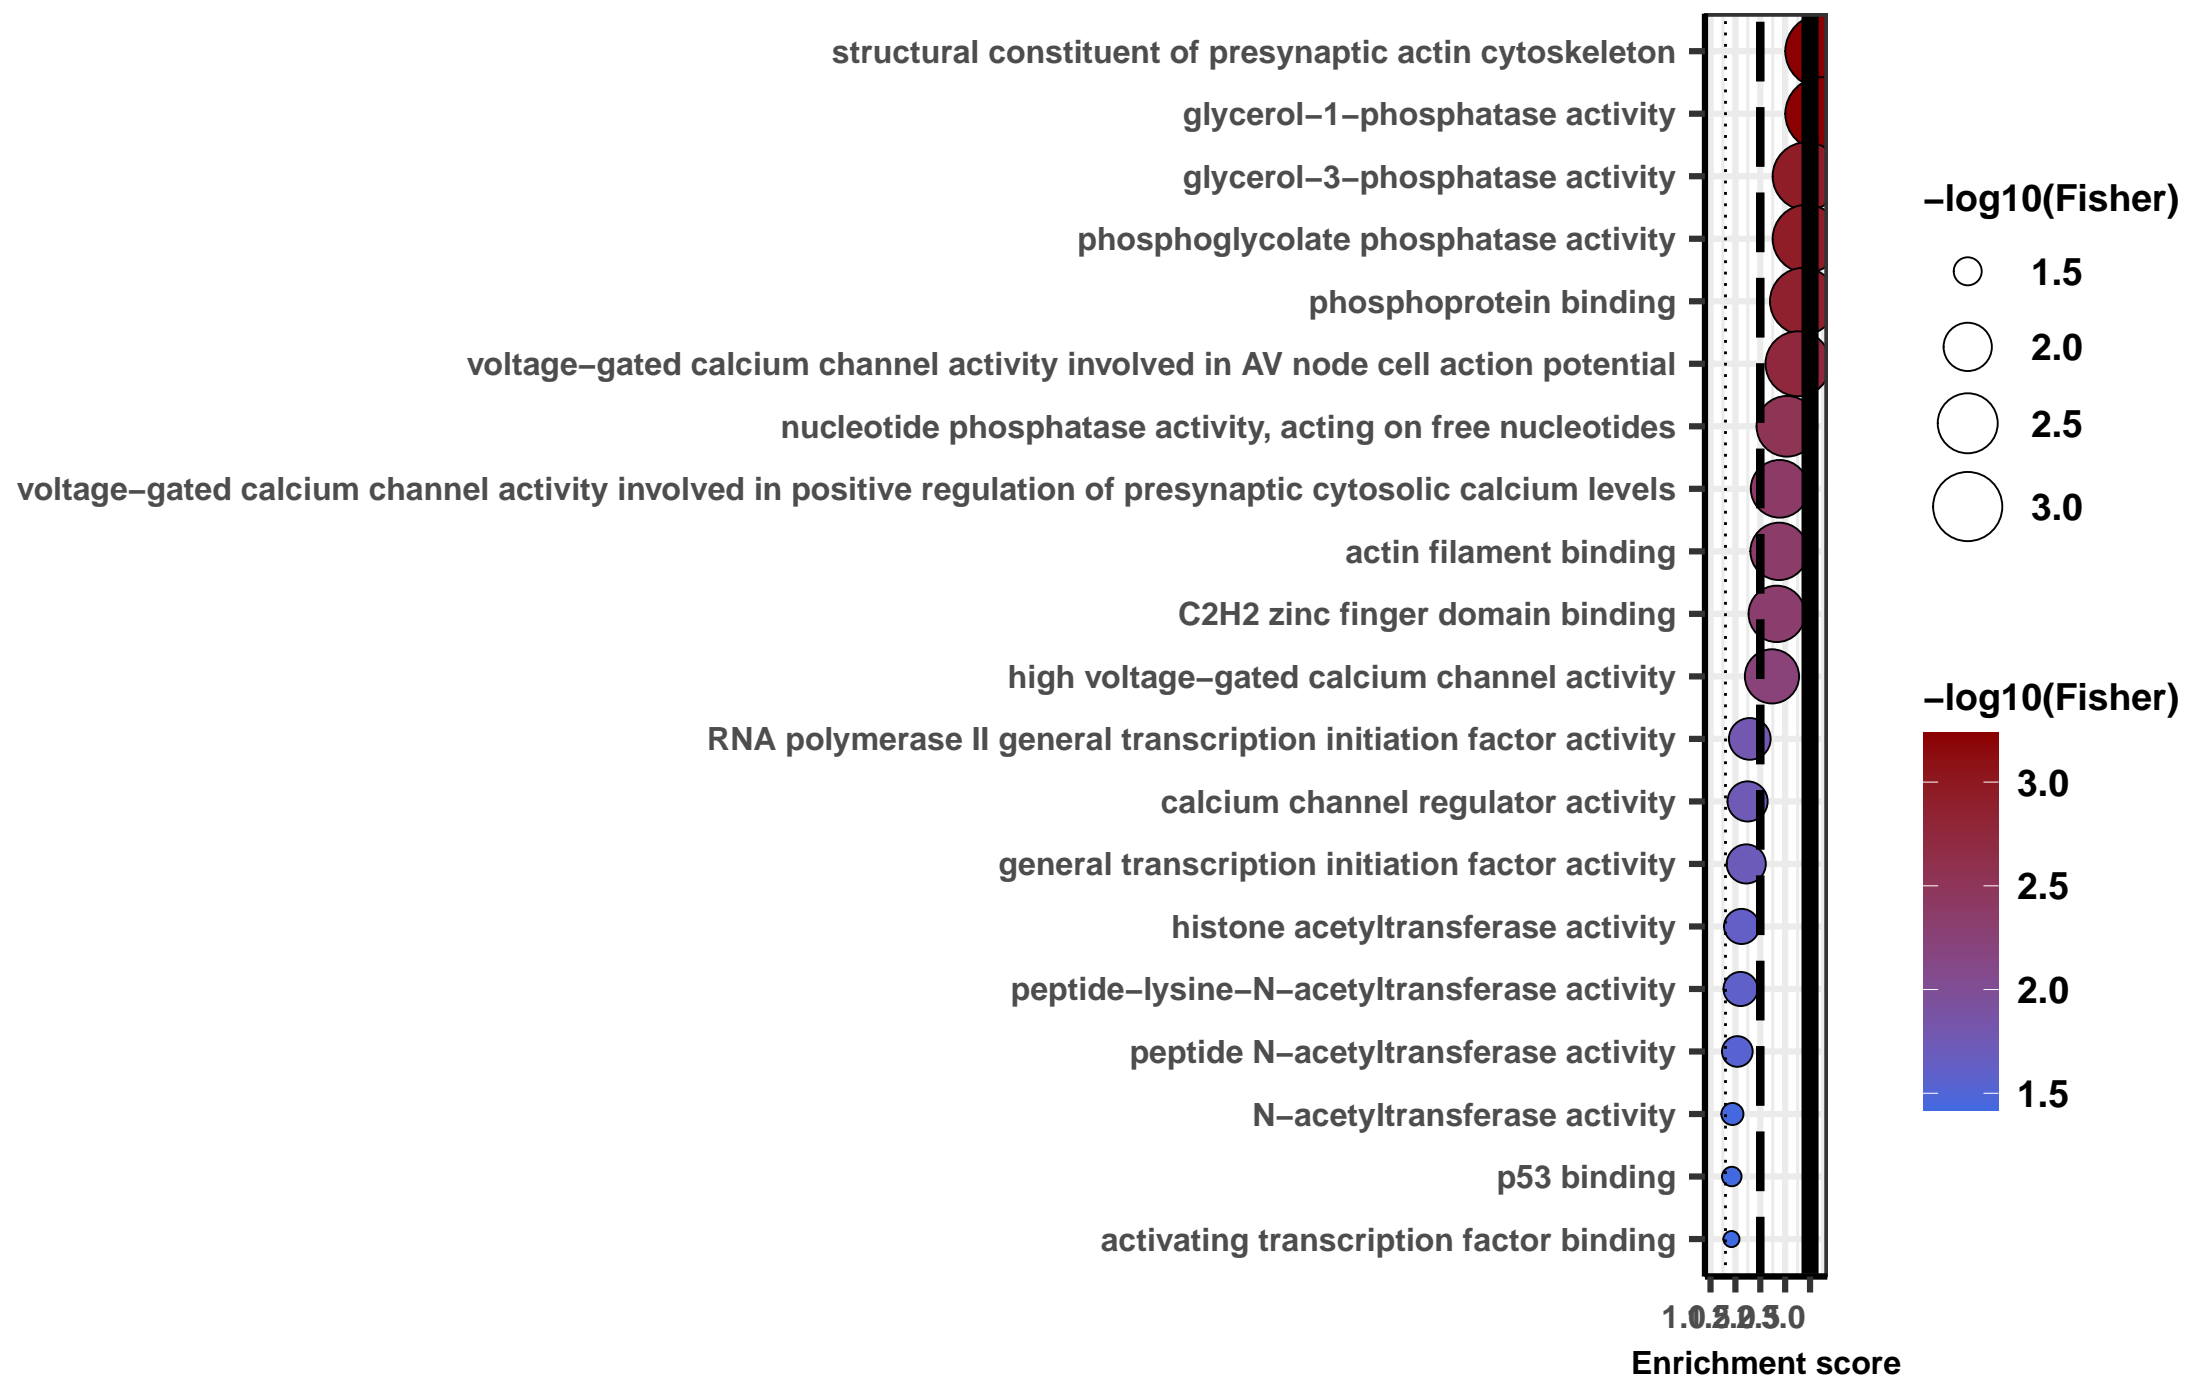 structural constituent of presynaptic actin cytoskeleton
glycerol−1−phosphatase activity
glycerol−3−phosphatase activity
phosphoglycolate phosphatase activity
phosphoprotein binding
voltage−gated calcium channel activity involved in AV node cell action potential
nucleotide phosphatase activity, acting on free nucleotides
voltage−gated calcium channel activity involved in positive regulation of presynaptic cytosolic calcium levels
actin filament binding
C2H2 zinc finger domain binding
high voltage−gated calcium channel activity
RNA polymerase II general transcription initiation factor activity
calcium channel regulator activity
general transcription initiation factor activity
histone acetyltransferase activity
peptide−lysine−N−acetyltransferase activity
peptide N−acetyltransferase activity
N−acetyltransferase activity
p53 binding
activating transcription factor binding
Enrichment score
−log10(Fisher)
1.5
2.0
2.5
3.0
−log10(Fisher)
3.0
2.5
2.0
1.5